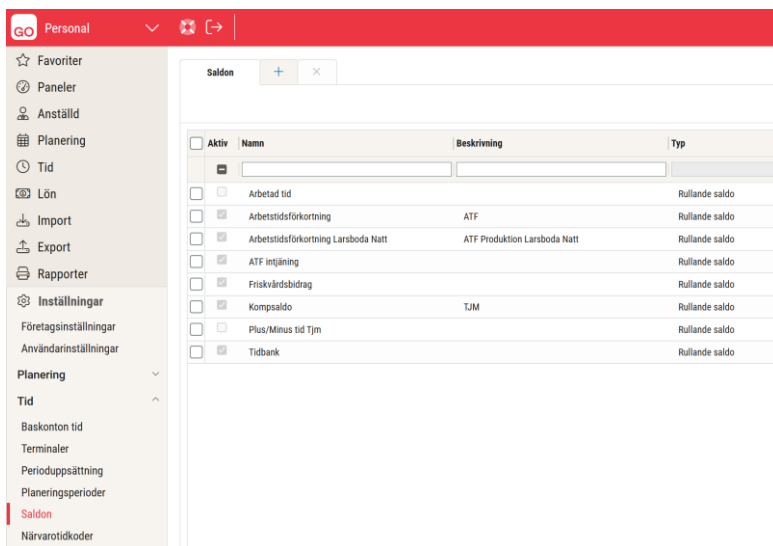 GO Personal
Favoriter
Paneler
Anställd
Planering
Tid
Lön
Import
Export
Rapporter
Inställningar
Företagsinställningar
Användarinställningar
Planering
Tid
Baskonton tid
Terminaler
Perioduppsättning
Planeringsperioder
Saldon
Närvarotidkoder
Saldon
Aktiv Namn Beskrivning Typ
Arbetad tid Rullande saldo
Arbetstidsförkortning ATF Rullande saldo
Arbetstidsförkortning Larsboda Natt ATF Produktion Larsboda Natt Rullande saldo
ATF intjäning Rullande saldo
Friskvårdsbidrag Rullande saldo
Kompsaldo TJM Rullande saldo
Plus/Minus tid Tjm Rullande saldo
Tidbank Rullande saldo